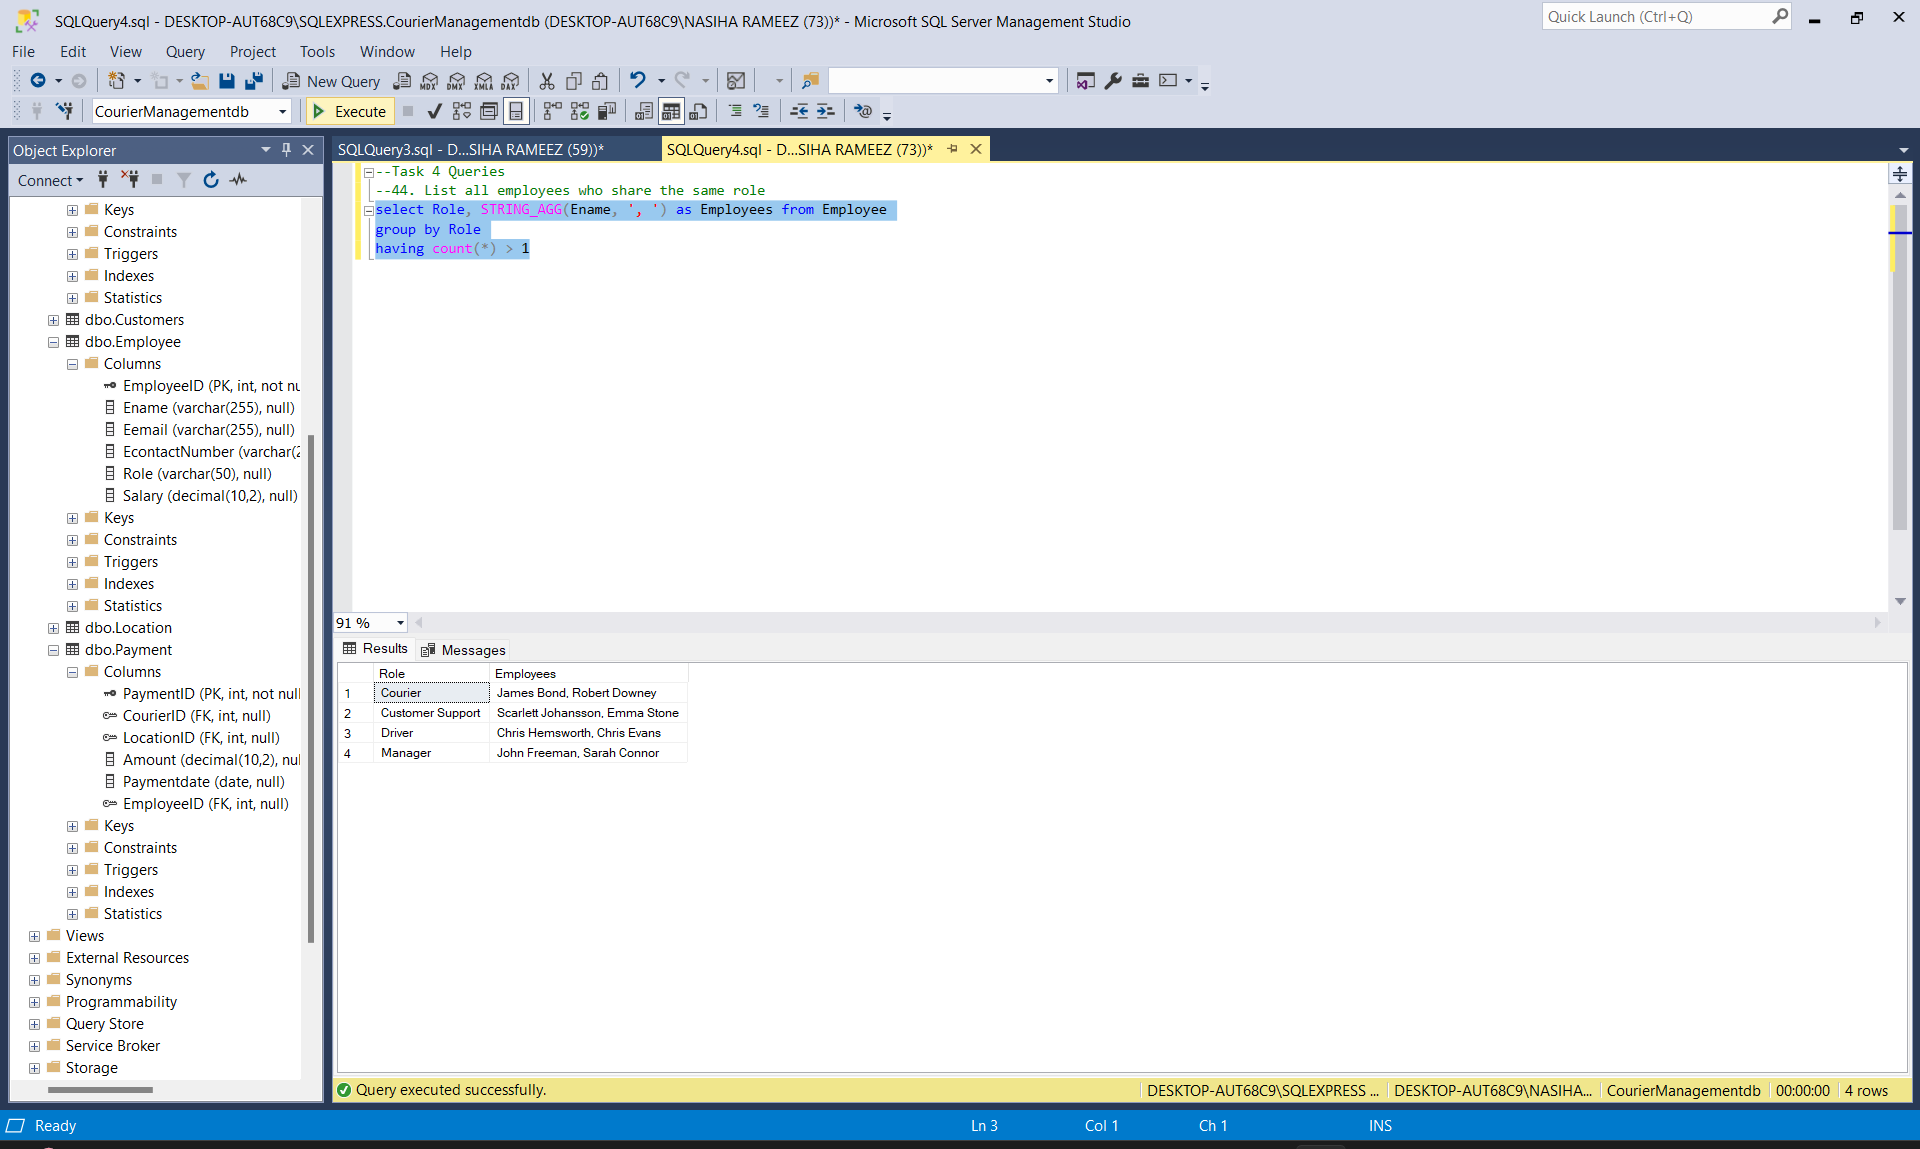 SQLQuery4.sql - DESKTOP-AUT68C9\SQLEXPRESS.CourierManagementdb (DESKTOP-AUT68C9\NASIHA RAMEEZ (73))* - Microsoft SQL Server Management Studio
Quick Launch (Ctrl+Q)
File Edit View Query Project Tools Window Help
New Query MDX DMX XMLA DAX
CourierManagementdb Execute
Object Explorer
Connect
Keys
Constraints
Triggers
Indexes
Statistics
dbo.Customers
dbo.Employee
Columns
EmployeeID (PK, int, not nu
Ename (varchar(255), null)
Eemail (varchar(255), null)
EcontactNumber (varchar(2
Role (varchar(50), null)
Salary (decimal(10,2), null)
Keys
Constraints
Triggers
Indexes
Statistics
dbo.Location
dbo.Payment
Columns
PaymentID (PK, int, not null
CourierID (FK, int, null)
LocationID (FK, int, null)
Amount (decimal(10,2), nul
Paymentdate (date, null)
EmployeeID (FK, int, null)
Keys
Constraints
Triggers
Indexes
Statistics
Views
External Resources
Synonyms
Programmability
Query Store
Service Broker
Storage
SQLQuery3.sql - D...SIHA RAMEEZ (59))* SQLQuery4.sql - D...SIHA RAMEEZ (73))*
--Task 4 Queries
--44. List all employees who share the same role
select Role, STRING_AGG(Ename, ', ') as Employees from Employee
group by Role
having count(*) > 1
91 %
Results Messages
Role Employees
1 Courier James Bond, Robert Downey
2 Customer Support Scarlett Johansson, Emma Stone
3 Driver Chris Hemsworth, Chris Evans
4 Manager John Freeman, Sarah Connor
Query executed successfully. DESKTOP-AUT68C9\SQLEXPRESS ... DESKTOP-AUT68C9\NASIHA... CourierManagementdb 00:00:00 4 rows
Ready Ln 3 Col 1 Ch 1 INS